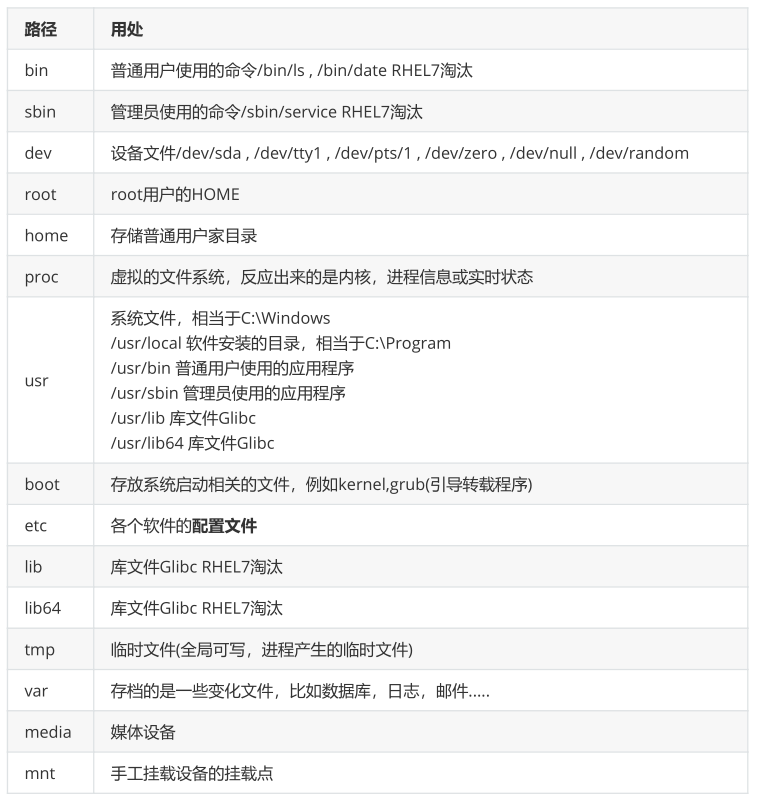 路径 用处
bin 普通用户使用的命令/bin/ls , /bin/date RHEL7淘汰
sbin 管理员使用的命令/sbin/service RHEL7淘汰
dev 设备文件/dev/sda , /dev/tty1 , /dev/pts/1 , /dev/zero , /dev/null , /dev/random
root root用户的HOME
home 存储普通用户家目录
proc 虚拟的文件系统，反应出来的是内核，进程信息或实时状态
usr
系统文件，相当于C:\Windows
/usr/local 软件安装的目录，相当于C:\Program
/usr/bin 普通用户使用的应用程序
/usr/sbin 管理员使用的应用程序
/usr/lib 库文件Glibc
/usr/lib64 库文件Glibc
boot 存放系统启动相关的文件，例如kernel,grub(引导转载程序)
etc 各个软件的配置文件
lib 库文件Glibc RHEL7淘汰
lib64 库文件Glibc RHEL7淘汰
tmp 临时文件(全局可写，进程产生的临时文件)
var 存档的是一些变化文件，比如数据库，日志，邮件.....
media 媒体设备
mnt 手工挂载设备的挂载点